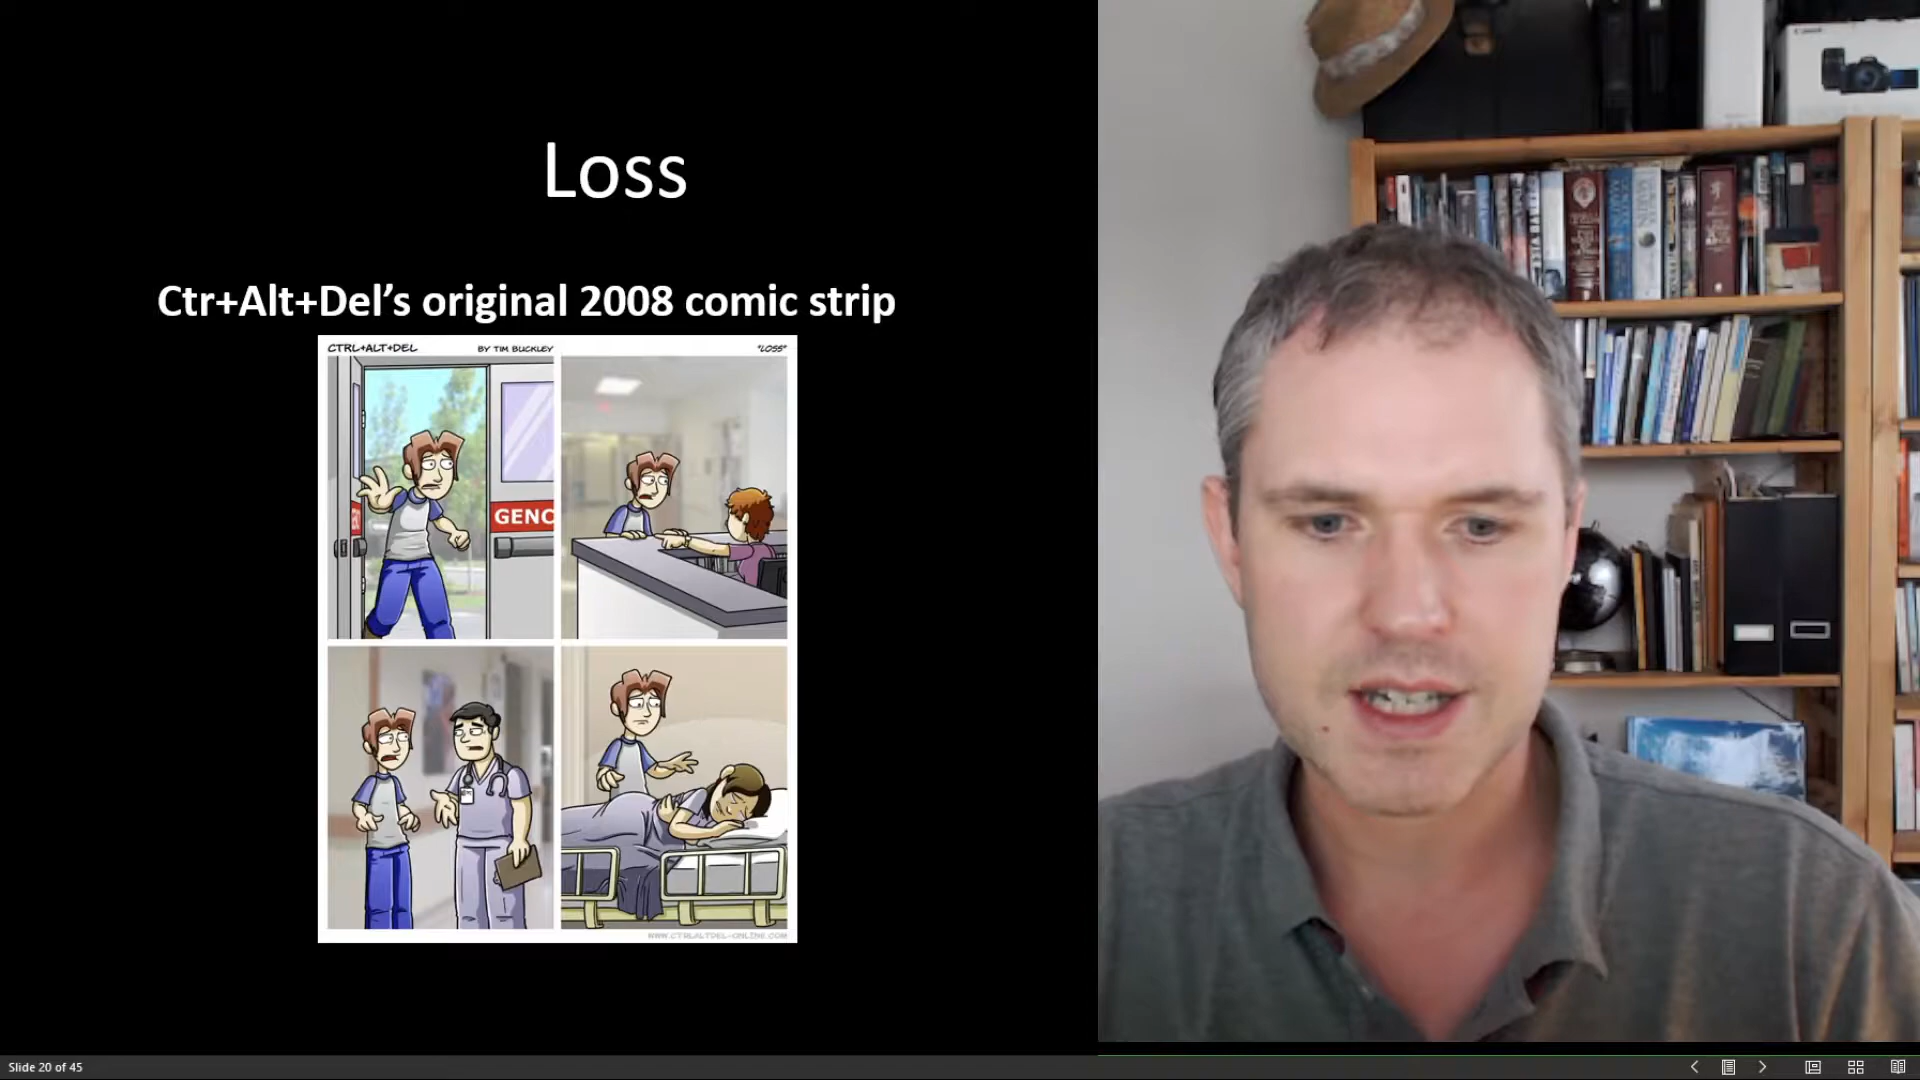 Loss
Ctr+Alt+Del’s original 2008 comic strip
CTRL+ALT+DEL BY TIM BUCKLEY "LOSS"
GENC
WWW.CTRLALTDEL-ONLINE.COM
Canon
Slide 20 of 45